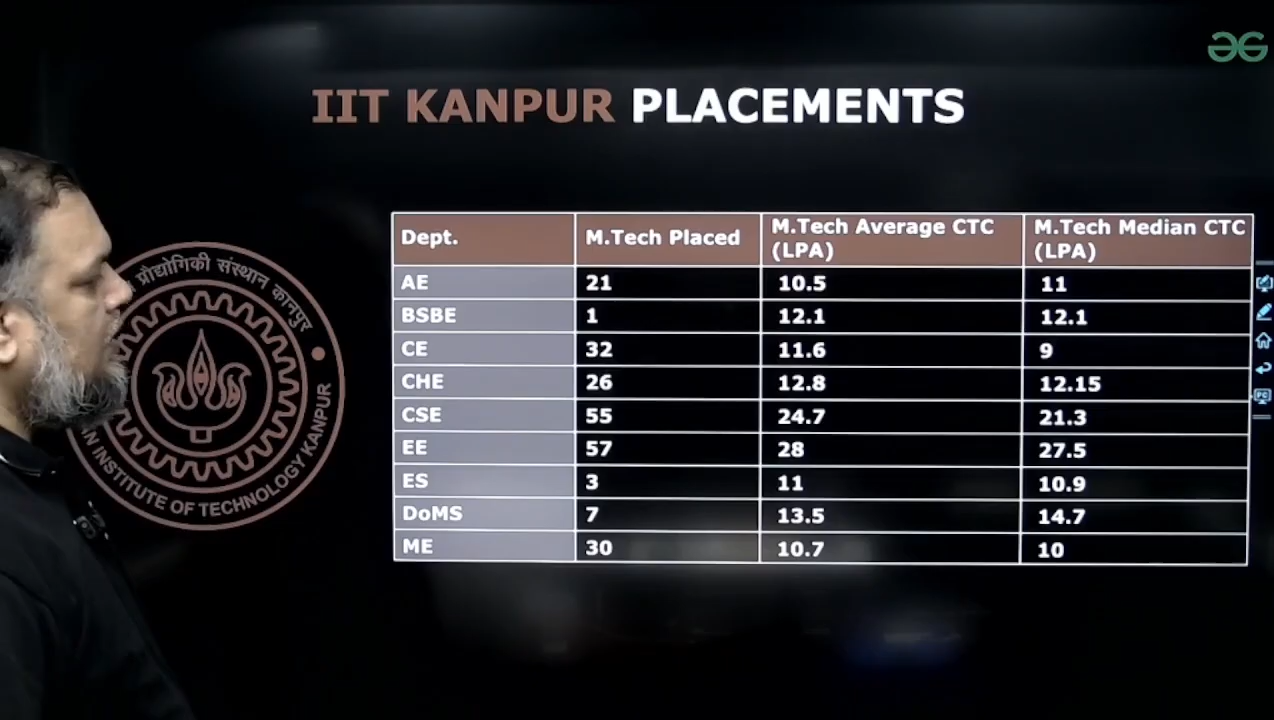 IIT KANPUR PLACEMENTS
Dept. M.Tech Placed M.Tech Average CTC (LPA) M.Tech Median CTC (LPA)
AE 21 10.5 11
BSBE 1 12.1 12.1
CE 32 11.6 9
CHE 26 12.8 12.15
CSE 55 24.7 21.3
EE 57 28 27.5
ES 3 11 10.9
DoMS 7 13.5 14.7
ME 30 10.7 10
प्रौद्योगिकी संस्थान कानपुर
INSTITUTE OF TECHNOLOGY KANPUR
PC